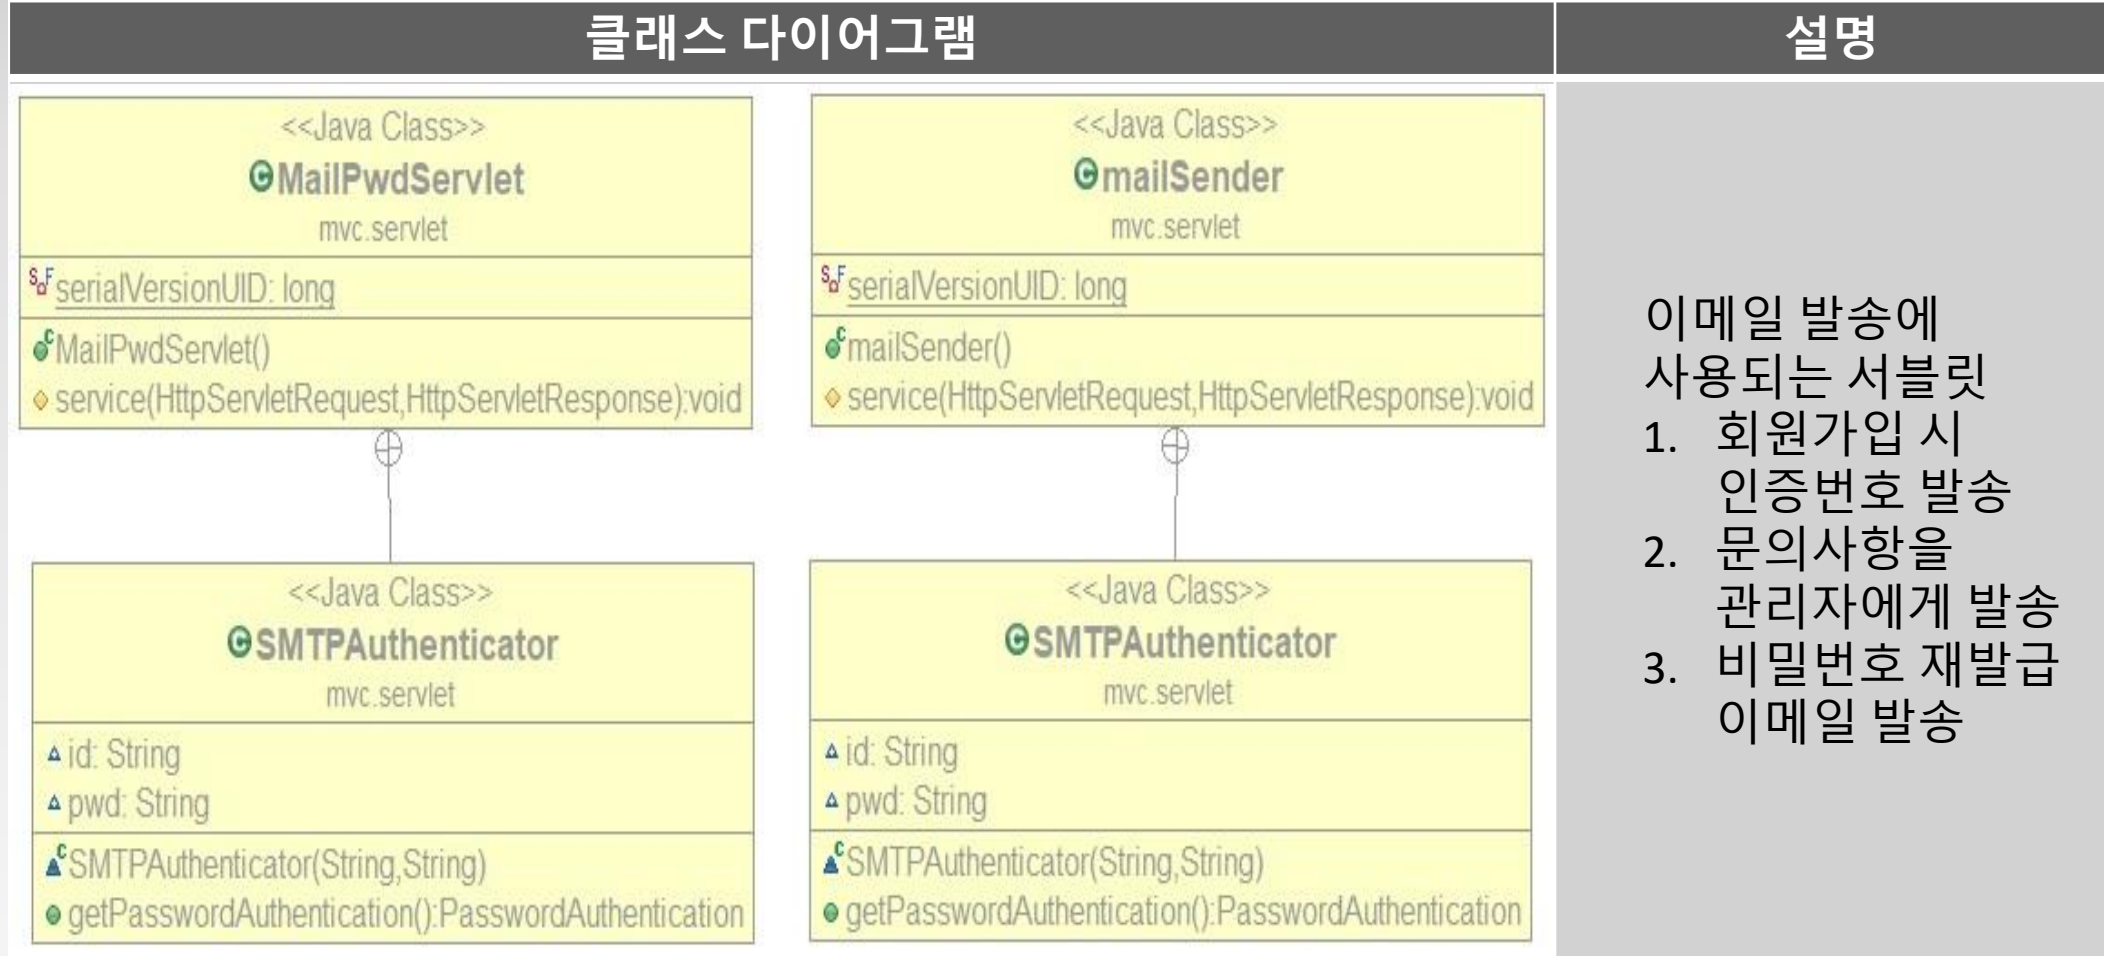 클래스 다이어그램
설명
<<Java Class>>
MailPwdServlet
mvc.servlet
serialVersionUID: long
MailPwdServlet()
service(HttpServletRequest,HttpServletResponse):void
<<Java Class>>
mailSender
mvc.servlet
serialVersionUID: long
mailSender()
service(HttpServletRequest,HttpServletResponse):void
<<Java Class>>
SMTPAuthenticator
mvc.servlet
id: String
pwd: String
SMTPAuthenticator(String,String)
getPasswordAuthentication():PasswordAuthentication
<<Java Class>>
SMTPAuthenticator
mvc.servlet
id: String
pwd: String
SMTPAuthenticator(String,String)
getPasswordAuthentication():PasswordAuthentication
이메일 발송에
사용되는 서블릿
1. 회원가입 시
인증번호 발송
2. 문의사항을
관리자에게 발송
3. 비밀번호 재발급
이메일 발송